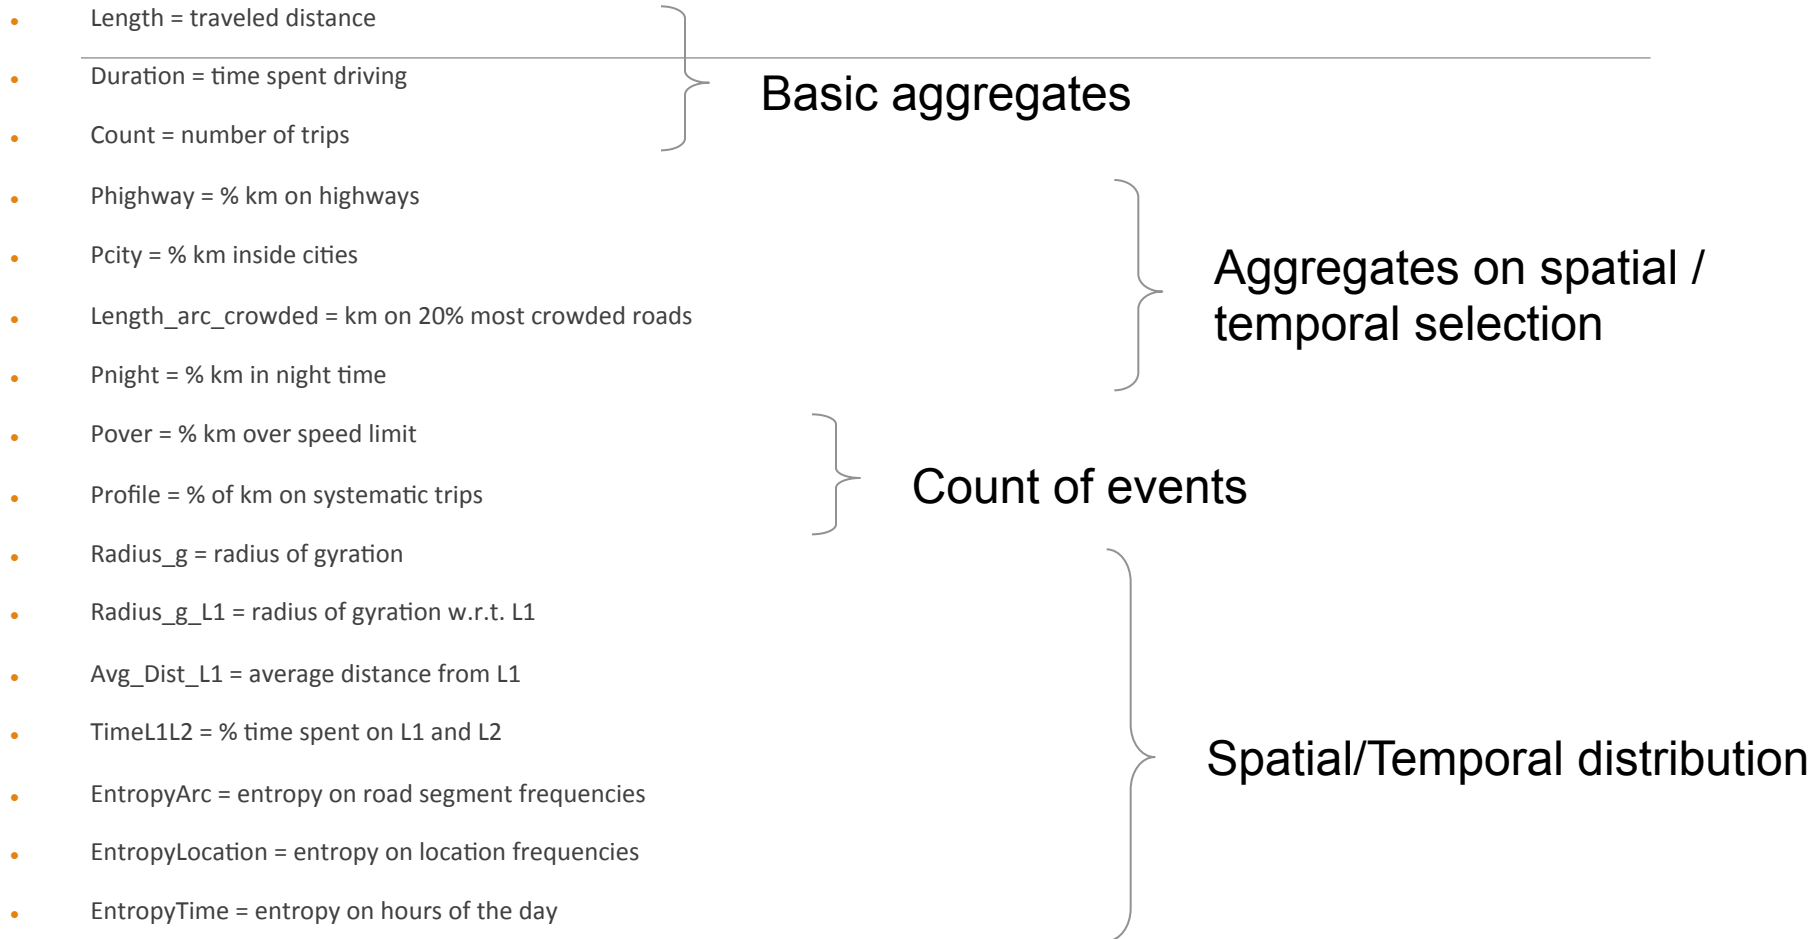 Length = traveled distance
Duration = time spent driving
Count = number of trips
Basic aggregates
Phighway = % km on highways
Pcity = % km inside cities
Length_arc_crowded = km on 20% most crowded roads
Pnight = % km in night time
Aggregates on spatial /
temporal selection
Pover = % km over speed limit
Profile = % of km on systematic trips
Count of events
Radius_g = radius of gyration
Radius_g_L1 = radius of gyration w.r.t. L1
Avg_Dist_L1 = average distance from L1
TimeL1L2 = % time spent on L1 and L2
EntropyArc = entropy on road segment frequencies
EntropyLocation = entropy on location frequencies
EntropyTime = entropy on hours of the day
Spatial/Temporal distribution